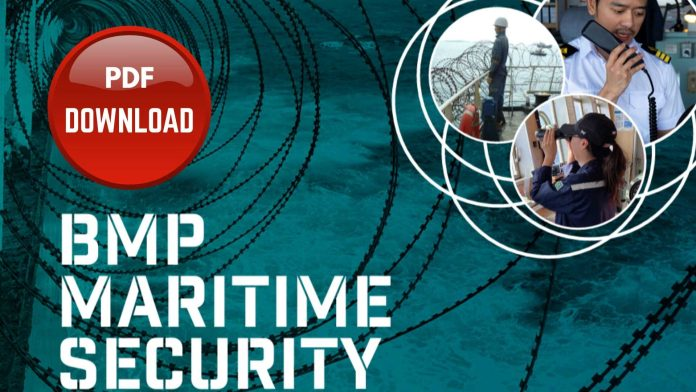 PDF
DOWNLOAD
BMP
MARITIME
SECURITY